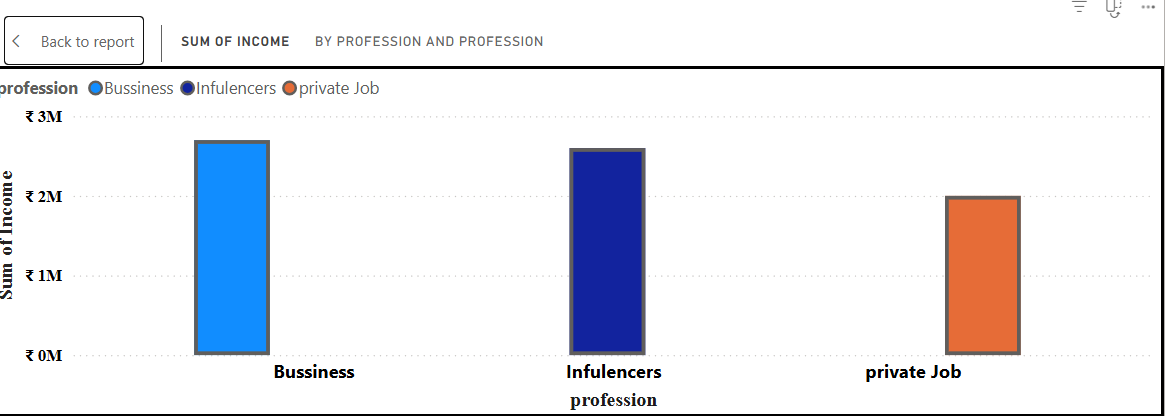 Back to report
SUM OF INCOME BY PROFESSION AND PROFESSION
profession Bussiness Infulencers private Job
₹ 3M
₹ 2M
₹ 1M
₹ 0M
Sum of Income
Bussiness Infulencers private Job
profession